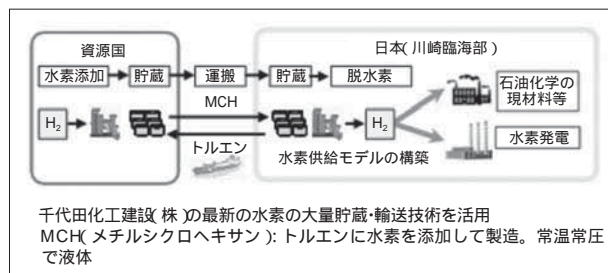 資源国
日本(川崎臨海部)
水素添加
貯蔵
運搬
貯蔵
脱水素
MCH
石油化学の
現材料等
H₂
H₂
トルエン
水素発電
水素供給モデルの構築
千代田化工建設(株)の最新の水素の大量貯蔵・輸送技術を活用
MCH(メチルシクロヘキサン):トルエンに水素を添加して製造。常温常圧
で液体